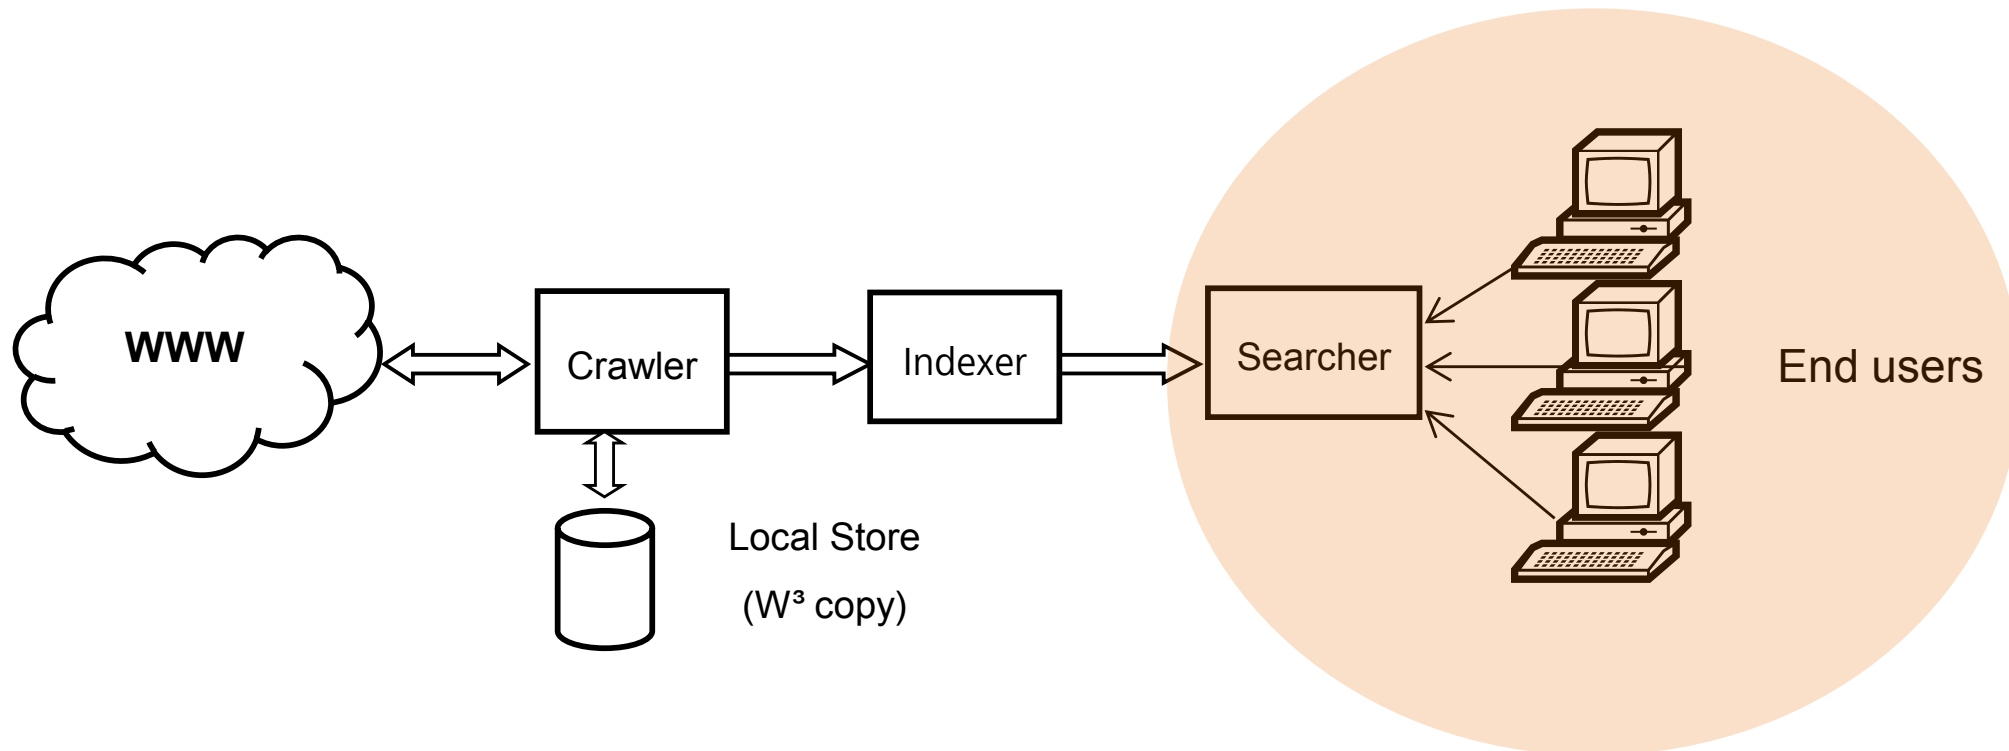 WWW
Crawler
Indexer
Searcher
End users
Local Store
(W³ copy)